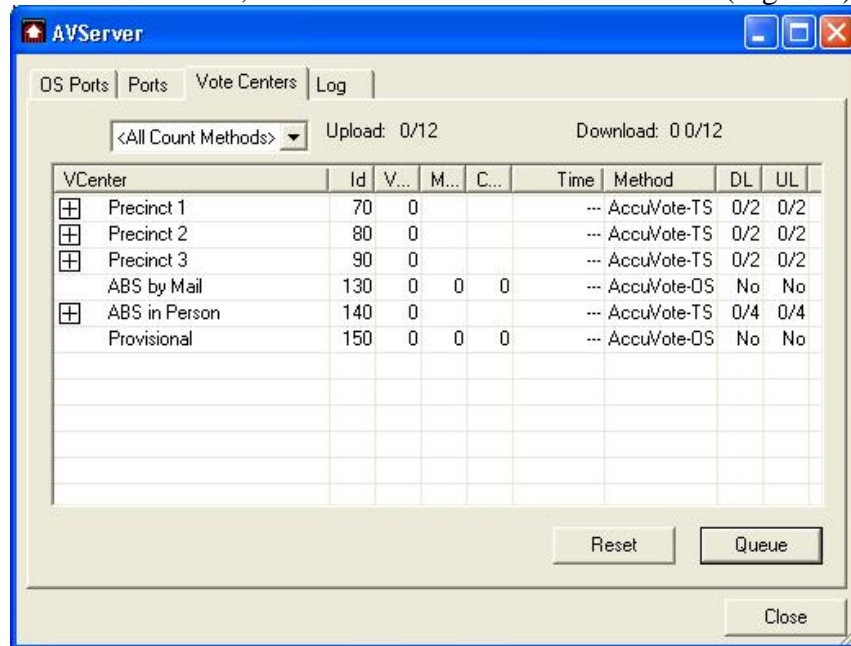 AVServer
OS Ports Ports Vote Centers Log
<All Count Methods> Upload: 0/12 Download: 0 0/12
VCenter Id V... M... C... Time Method DL UL
Precinct 1 70 0 --- AccuVote-TS 0/2 0/2
Precinct 2 80 0 --- AccuVote-TS 0/2 0/2
Precinct 3 90 0 --- AccuVote-TS 0/2 0/2
ABS by Mail 130 0 0 0 --- AccuVote-OS No No
ABS in Person 140 0 --- AccuVote-TS 0/4 0/4
Provisional 150 0 0 0 --- AccuVote-OS No No
Reset Queue
Close